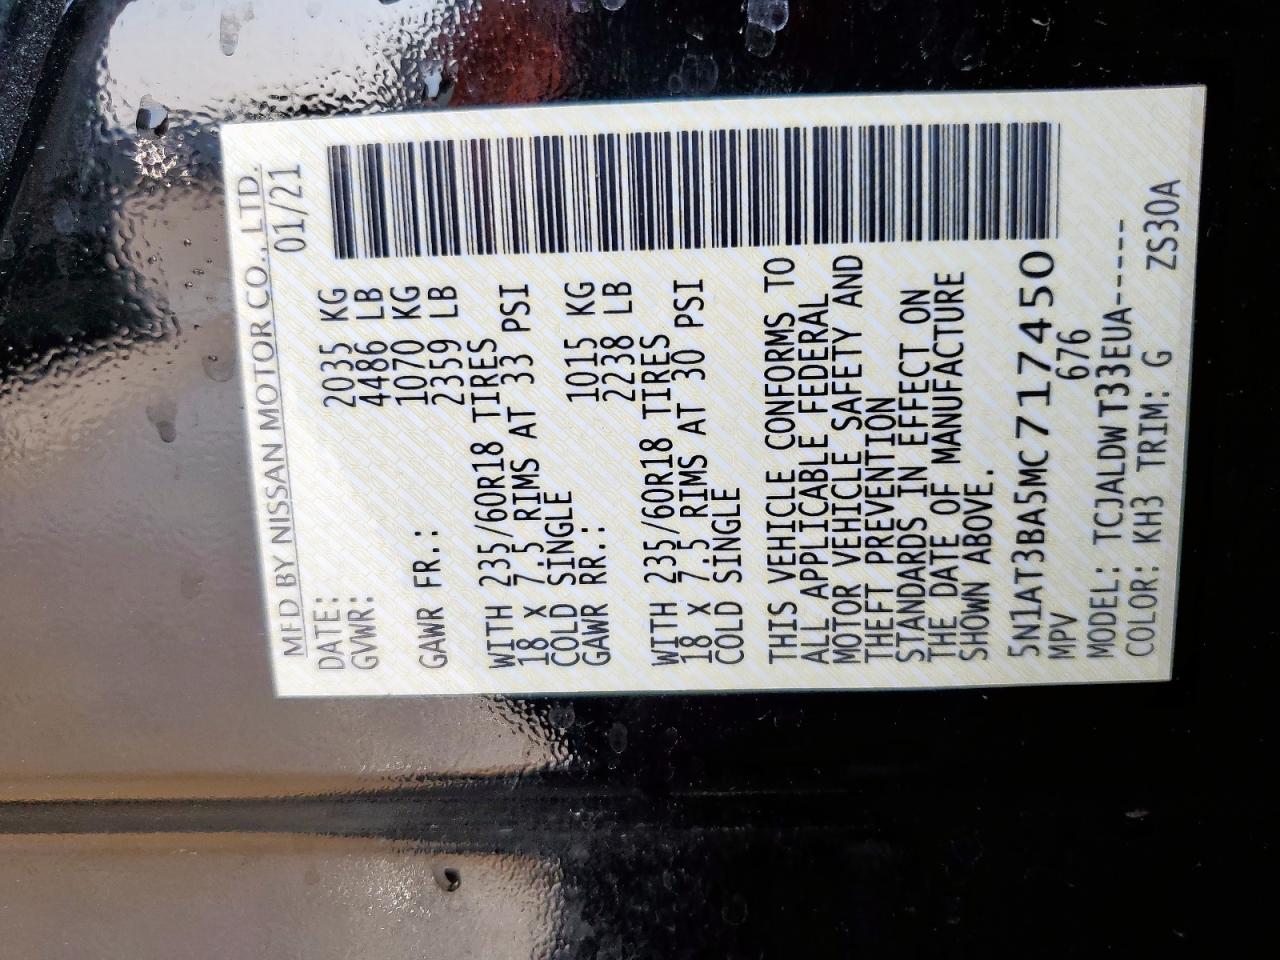 MFD BY NISSAN MOTOR CO., LTD.
DATE: 01/21
GVWR: 2035 KG
4486 LB
1070 KG
GAWR FR.: 2359 LB
WITH 235/60R18 TIRES
18 X 7.5 RIMS AT 33 PSI
COLD SINGLE
GAWR RR.: 1015 KG
2238 LB
WITH 235/60R18 TIRES
18 X 7.5 RIMS AT 30 PSI
COLD SINGLE
THIS VEHICLE CONFORMS TO
ALL APPLICABLE FEDERAL
MOTOR VEHICLE SAFETY AND
THEFT PREVENTION
STANDARDS IN EFFECT ON
THE DATE OF MANUFACTURE
SHOWN ABOVE.
5N1AT3BA5MC717450
MPV 676
MODEL: TCJALDW T33EUA-----
COLOR: KH3 TRIM: G ZS30A